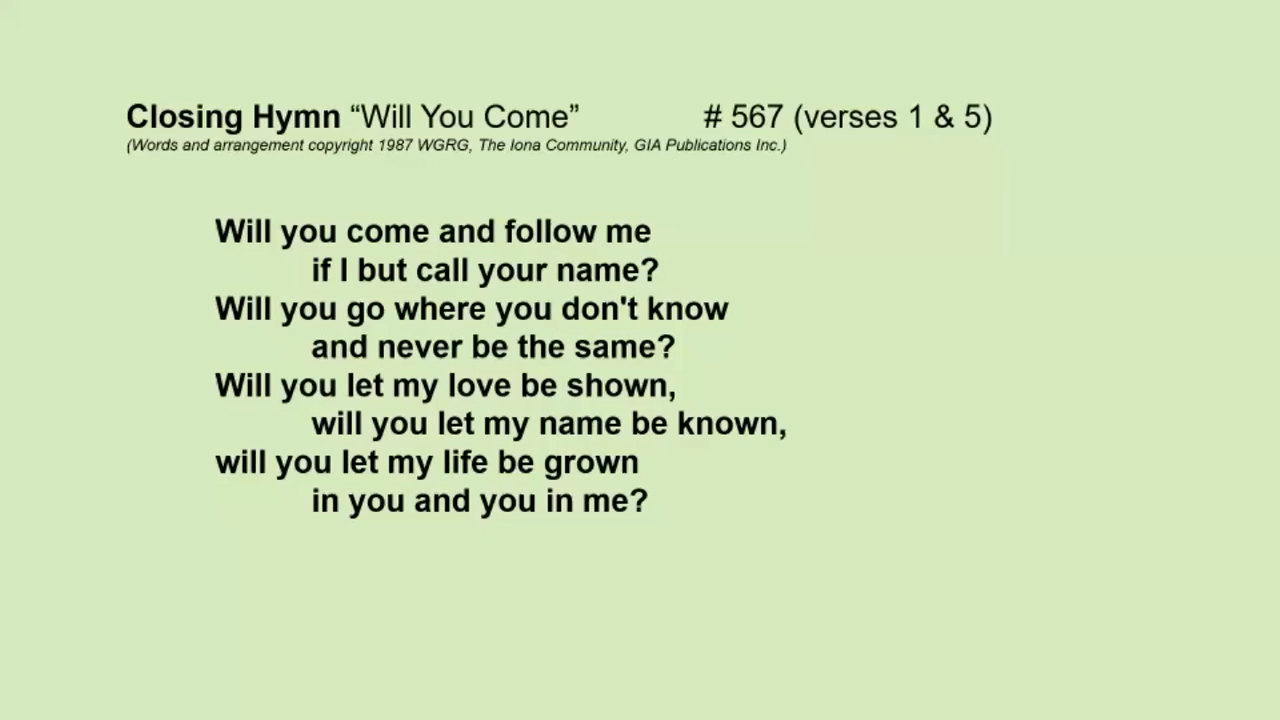 Closing Hymn “Will You Come” # 567 (verses 1 & 5)
(Words and arrangement copyright 1987 WGRG, The Iona Community, GIA Publications Inc.)
Will you come and follow me
if I but call your name?
Will you go where you don't know
and never be the same?
Will you let my love be shown,
will you let my name be known,
will you let my life be grown
in you and you in me?